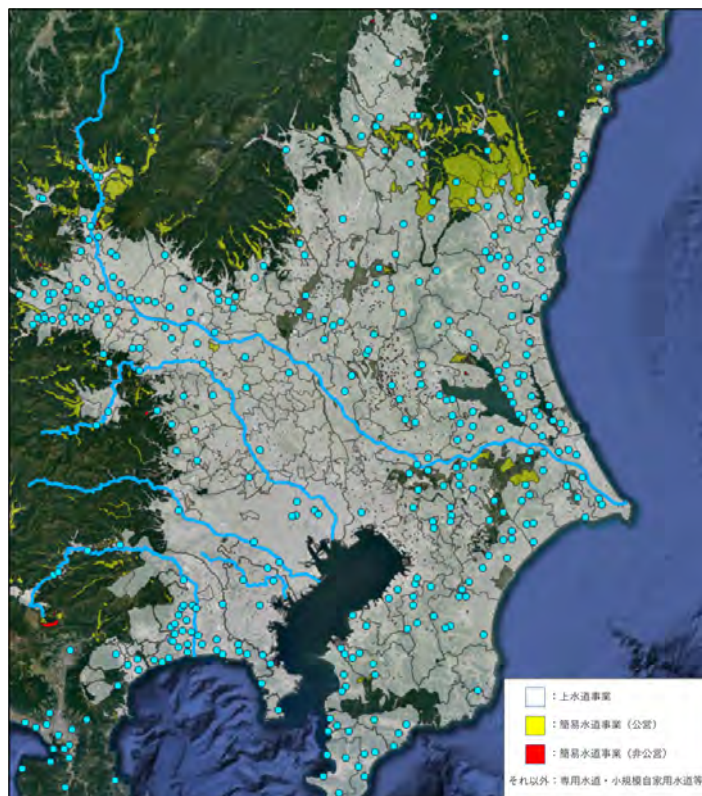 ：上水道事業
：簡易水道事業（公営）
：簡易水道事業（非公営）
それ以外：専用水道・小規模自家用水道等